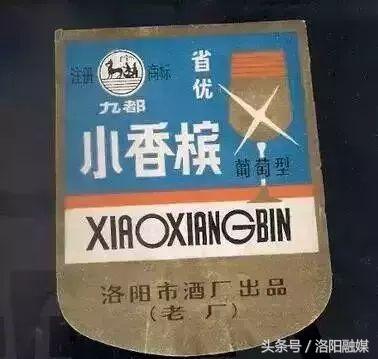 注册 商标
九都
省优
小香槟
葡萄型
XIAOXIANGBIN
洛阳市酒厂出品
(老厂)
头条号/洛阳融媒